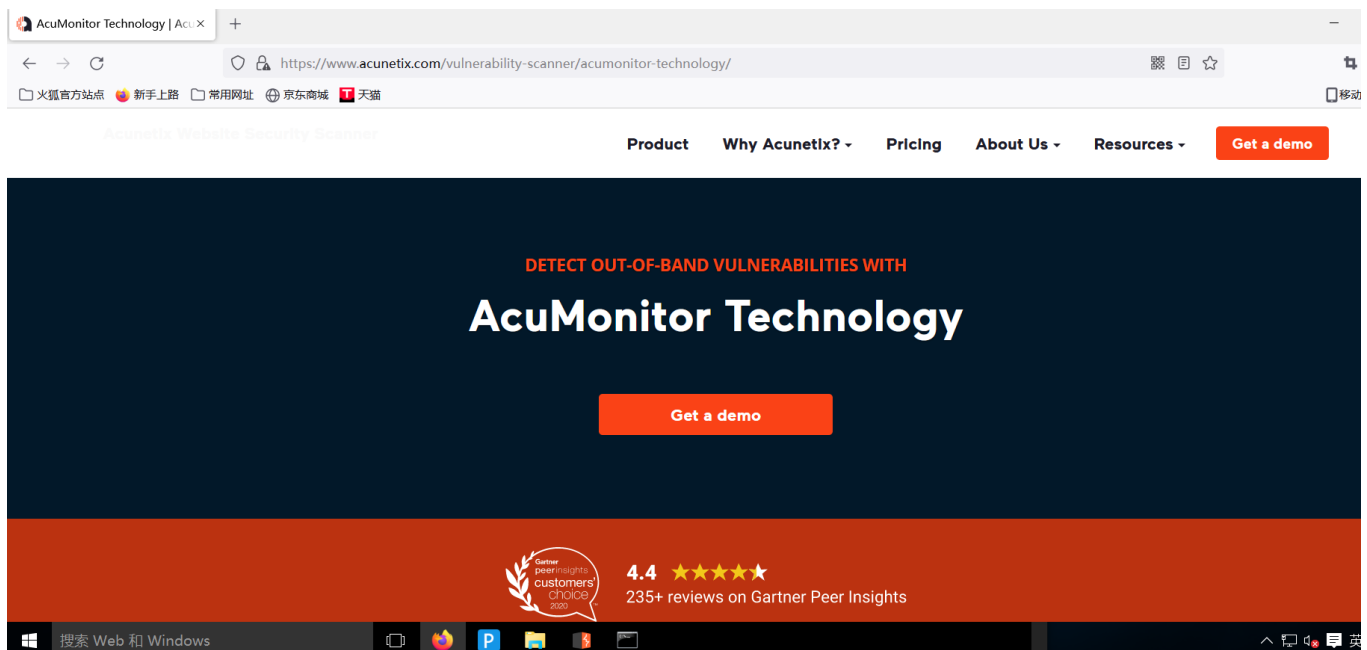 AcuMonitor Technology | Acu
https://www.acunetix.com/vulnerability-scanner/acumonitor-technology/
火狐官方站点 新手上路 常用网址 京东商城 天猫 移动
Acunetix Website Security Scanner
Product Why Acunetix? Pricing About Us Resources Get a demo
DETECT OUT-OF-BAND VULNERABILITIES WITH
AcuMonitor Technology
Get a demo
Gartner
peerinsights
customers'
choice
2020
4.4
235+ reviews on Gartner Peer Insights
搜索 Web 和 Windows 英